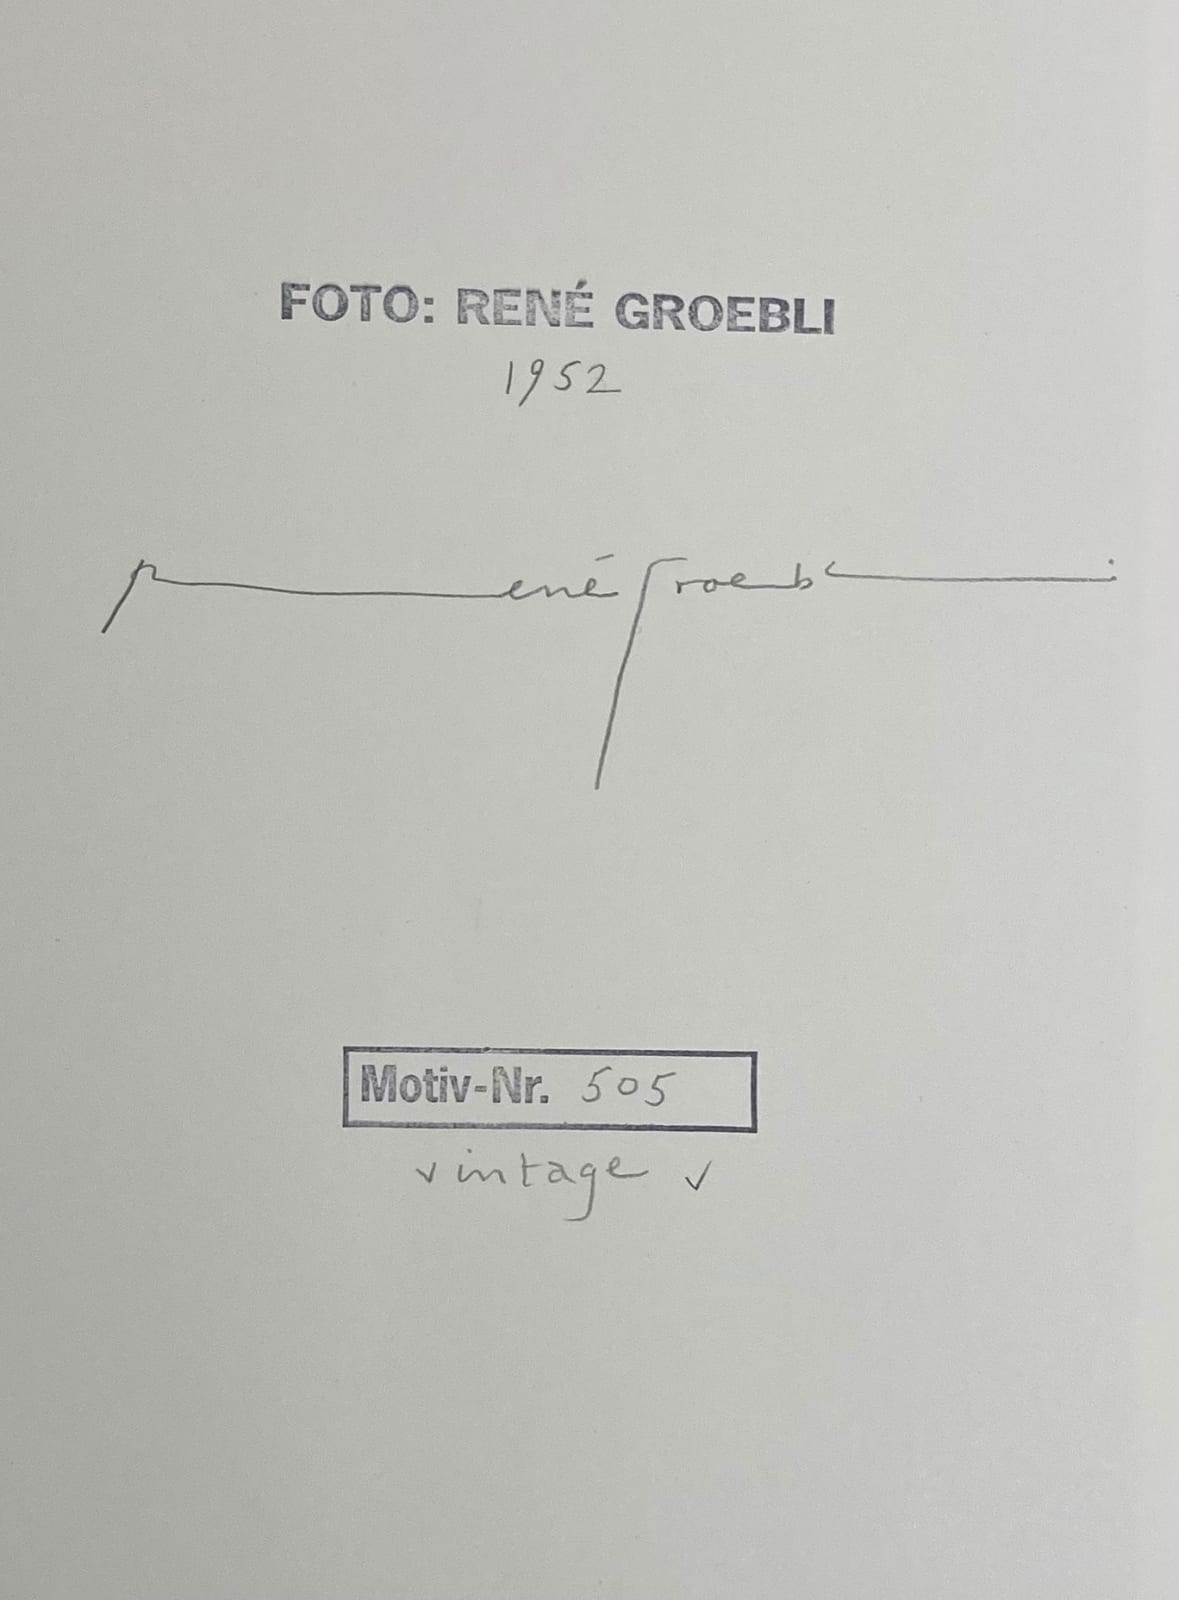 FOTO: RENÉ GROEBLI
1952
René Groebli
Motiv-Nr. 505
vintage ✓